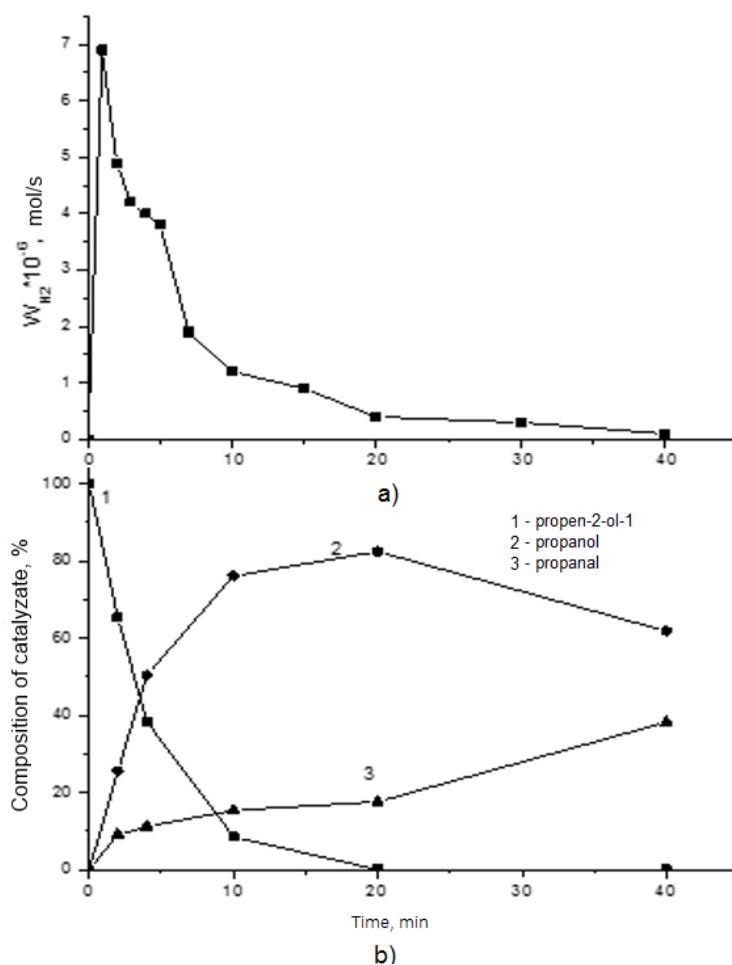 7
6
5
4
3
2
1
0
W_H2 *10^-6, mol/s
0 10 20 30 40
a)
100
80
60
40
20
0
Composition of catalyzate, %
1
2
3
1 - propen-2-ol-1
2 - propanol
3 - propanal
0 10 20 30 40
Time, min
b)